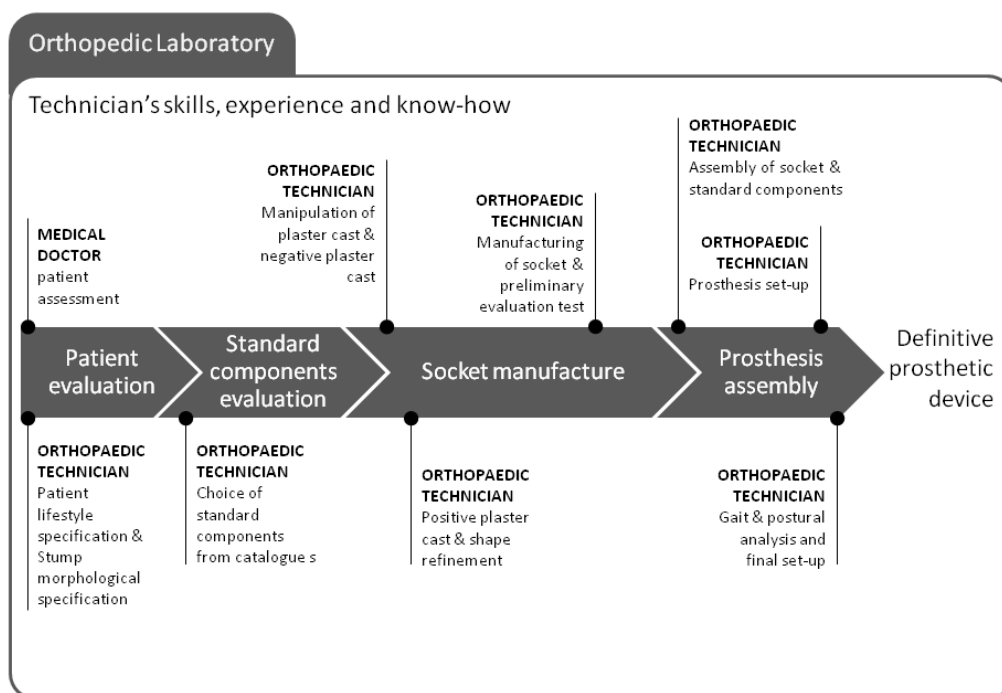 Orthopedic Laboratory
Technician's skills, experience and know-how
MEDICAL
DOCTOR
patient
assessment
ORTHOPAEDIC
TECHNICIAN
Manipulation of
plaster cast &
negative plaster
cast
ORTHOPAEDIC
TECHNICIAN
Manufacturing
of socket &
preliminary
evaluation test
ORTHOPAEDIC
TECHNICIAN
Assembly of socket &
standard components
ORTHOPAEDIC
TECHNICIAN
Prosthesis set-up
Patient
evaluation
Standard
components
evaluation
Socket manufacture
Prosthesis
assembly
Definitive
prosthetic
device
ORTHOPAEDIC
TECHNICIAN
Patient
lifestyle
specification &
Stump
morphological
specification
ORTHOPAEDIC
TECHNICIAN
Choice of
standard
components
from catalogue s
ORTHOPAEDIC
TECHNICIAN
Positive plaster
cast & shape
refinement
ORTHOPAEDIC
TECHNICIAN
Gait & postural
analysis and
final set-up